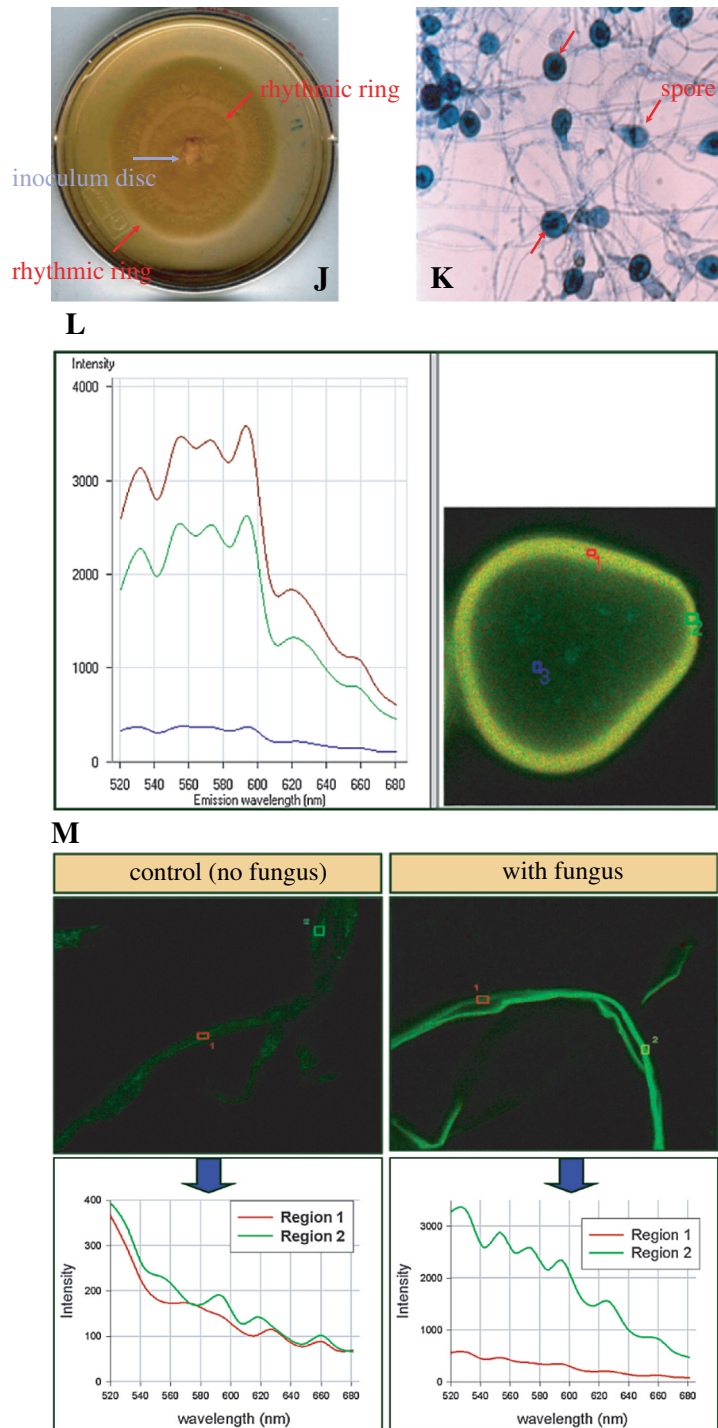 rhythmic ring
inoculum disc
rhythmic ring
J
spore
K
L
Intensity
4000
3000
2000
1000
0
520 540 560 580 600 620 640 660 680
Emission wavelength (nm)
1
2
3
M
control (no fungus)
with fungus
2
1
1
2
400
300
200
100
0
Intensity
Region 1
Region 2
520 540 560 580 600 620 640 660 680
wavelength (nm)
3000
2000
1000
0
Intensity
Region 1
Region 2
520 540 560 580 600 620 640 660 680
wavelength (nm)